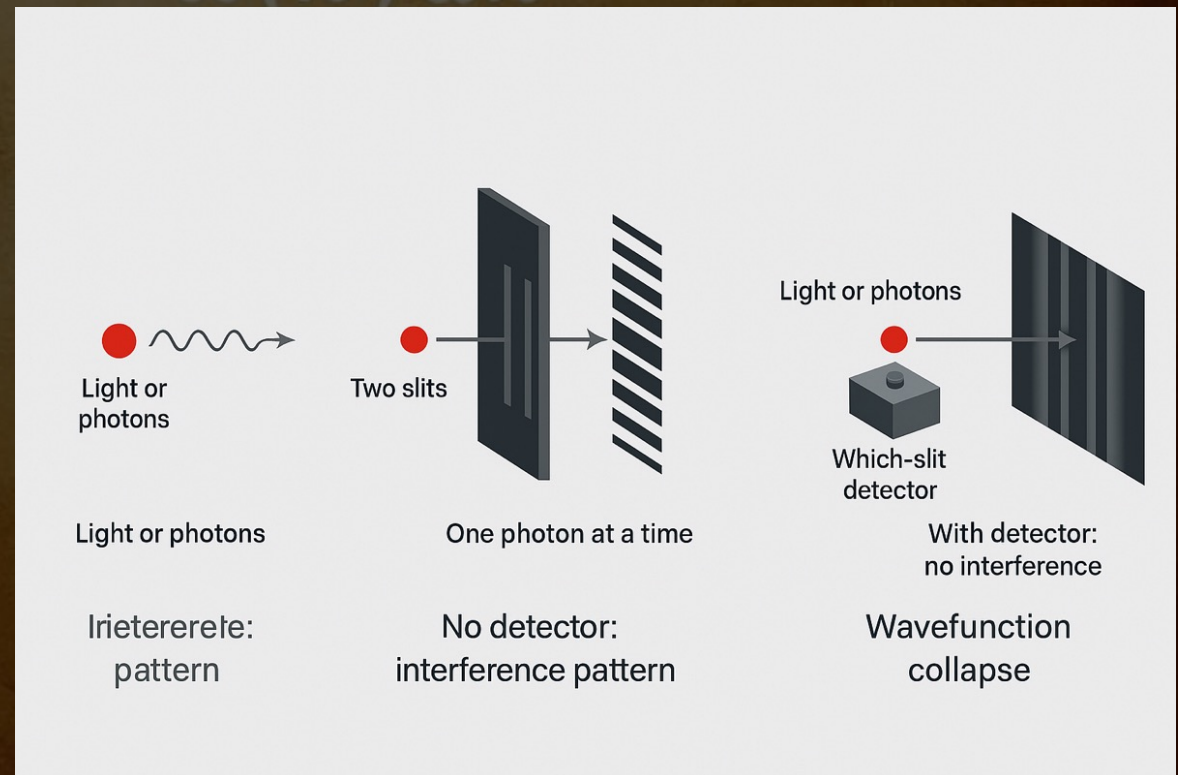 Light or
photons
Light or photons
Irietererete:
pattern
Two slits
One photon at a time
No detector:
interference pattern
Light or photons
Which-slit
detector
With detector:
no interference
Wavefunction
collapse